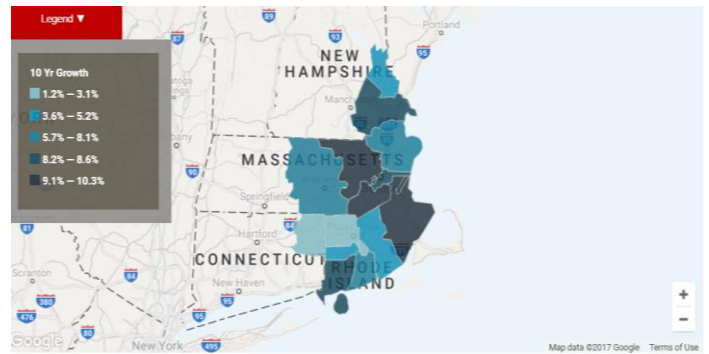 Legend ▼
10 Yr Growth
1.2% — 3.1%
3.6% — 5.2%
5.7% — 8.1%
8.2% — 8.6%
9.1% — 10.3%
89
Portland
87
93
95
NEW
HAMPSHIRE
MASSACHUSETTS
90
Springfield
84
81
Hartford
CONNECTICUT
RHODE
ISLAND
Scranton
84
New Haven
380
95
476
95
80
Google
New York
495
+
−
Map data ©2017 Google Terms of Use